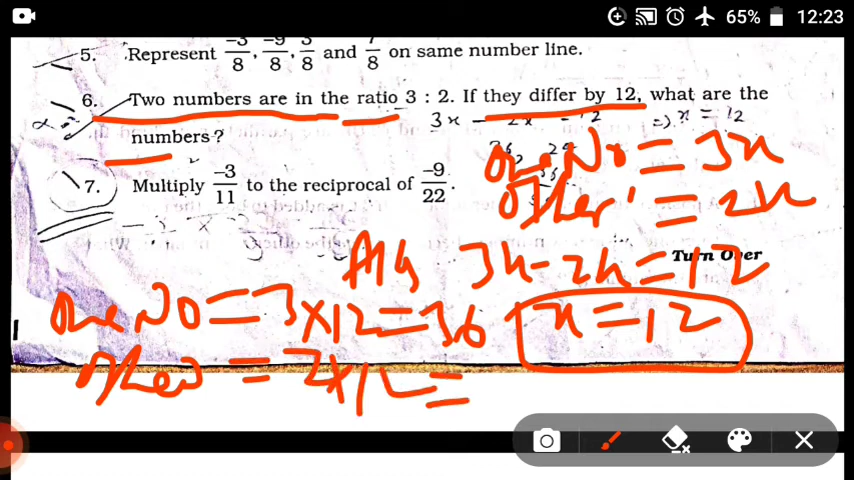 65% 12:23
5. Represent -3/8, -9/8, 3/8 and 7/8 on same number line.
6. Two numbers are in the ratio 3 : 2. If they differ by 12, what are the
3x - 2x = 12 => x = 12
numbers?
one No = 3x
7. Multiply -3/11 to the reciprocal of -9/22.
Other = 2x
Turn Over
3x-2x=12
One No = 3×12=36
x=12
Other = 2×12=